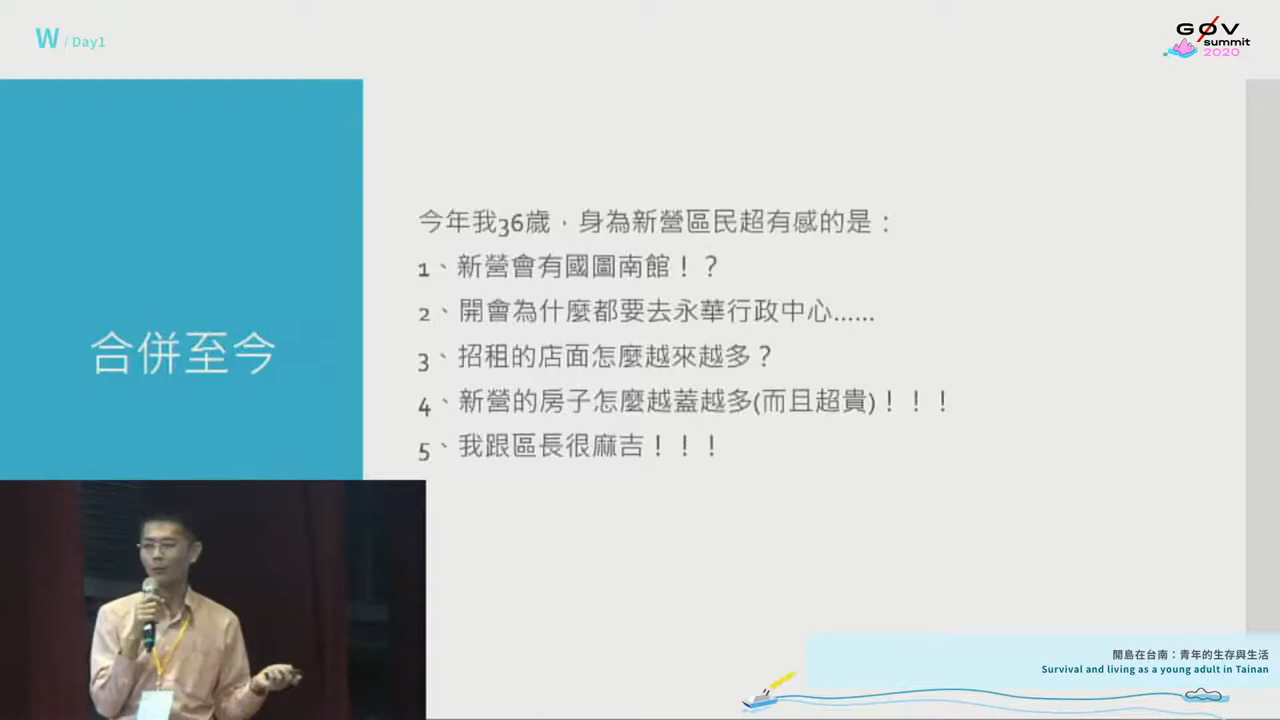 W / Day1
G0V
summit
2020
今年我36歲，身為新營區民超有感的是：
1、新營會有國圖南館！？
2、開會為什麼都要去永華行政中心......
3、招租的店面怎麼越來越多？
4、新營的房子怎麼越蓋越多(而且超貴)！！！
5、我跟區長很麻吉！！！
合併至今
開島在台南：青年的生存與生活
Survival and living as a young adult in Tainan